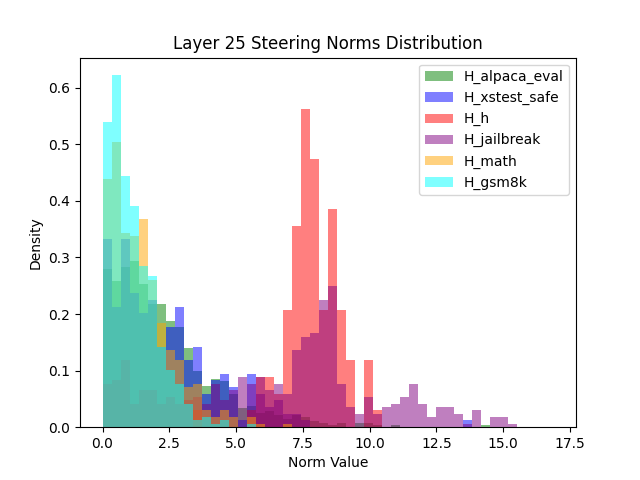 Layer 25 Steering Norms Distribution
H_alpaca_eval
H_xstest_safe
H_h
H_jailbreak
H_math
H_gsm8k
Density
0.6
0.5
0.4
0.3
0.2
0.1
0.0
0.0 2.5 5.0 7.5 10.0 12.5 15.0 17.5
Norm Value